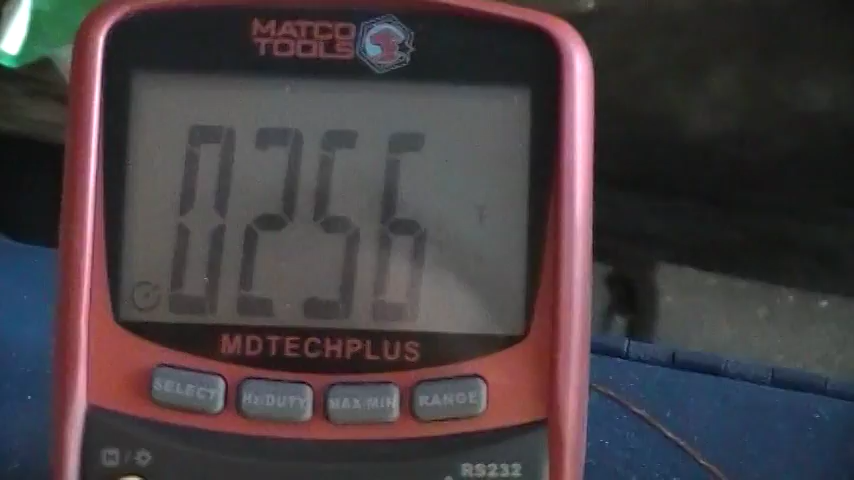 MATCO
TOOLS
0256
MDTECHPLUS
SELECT Hz/DUTY MAX/MIN RANGE
H /
RS232